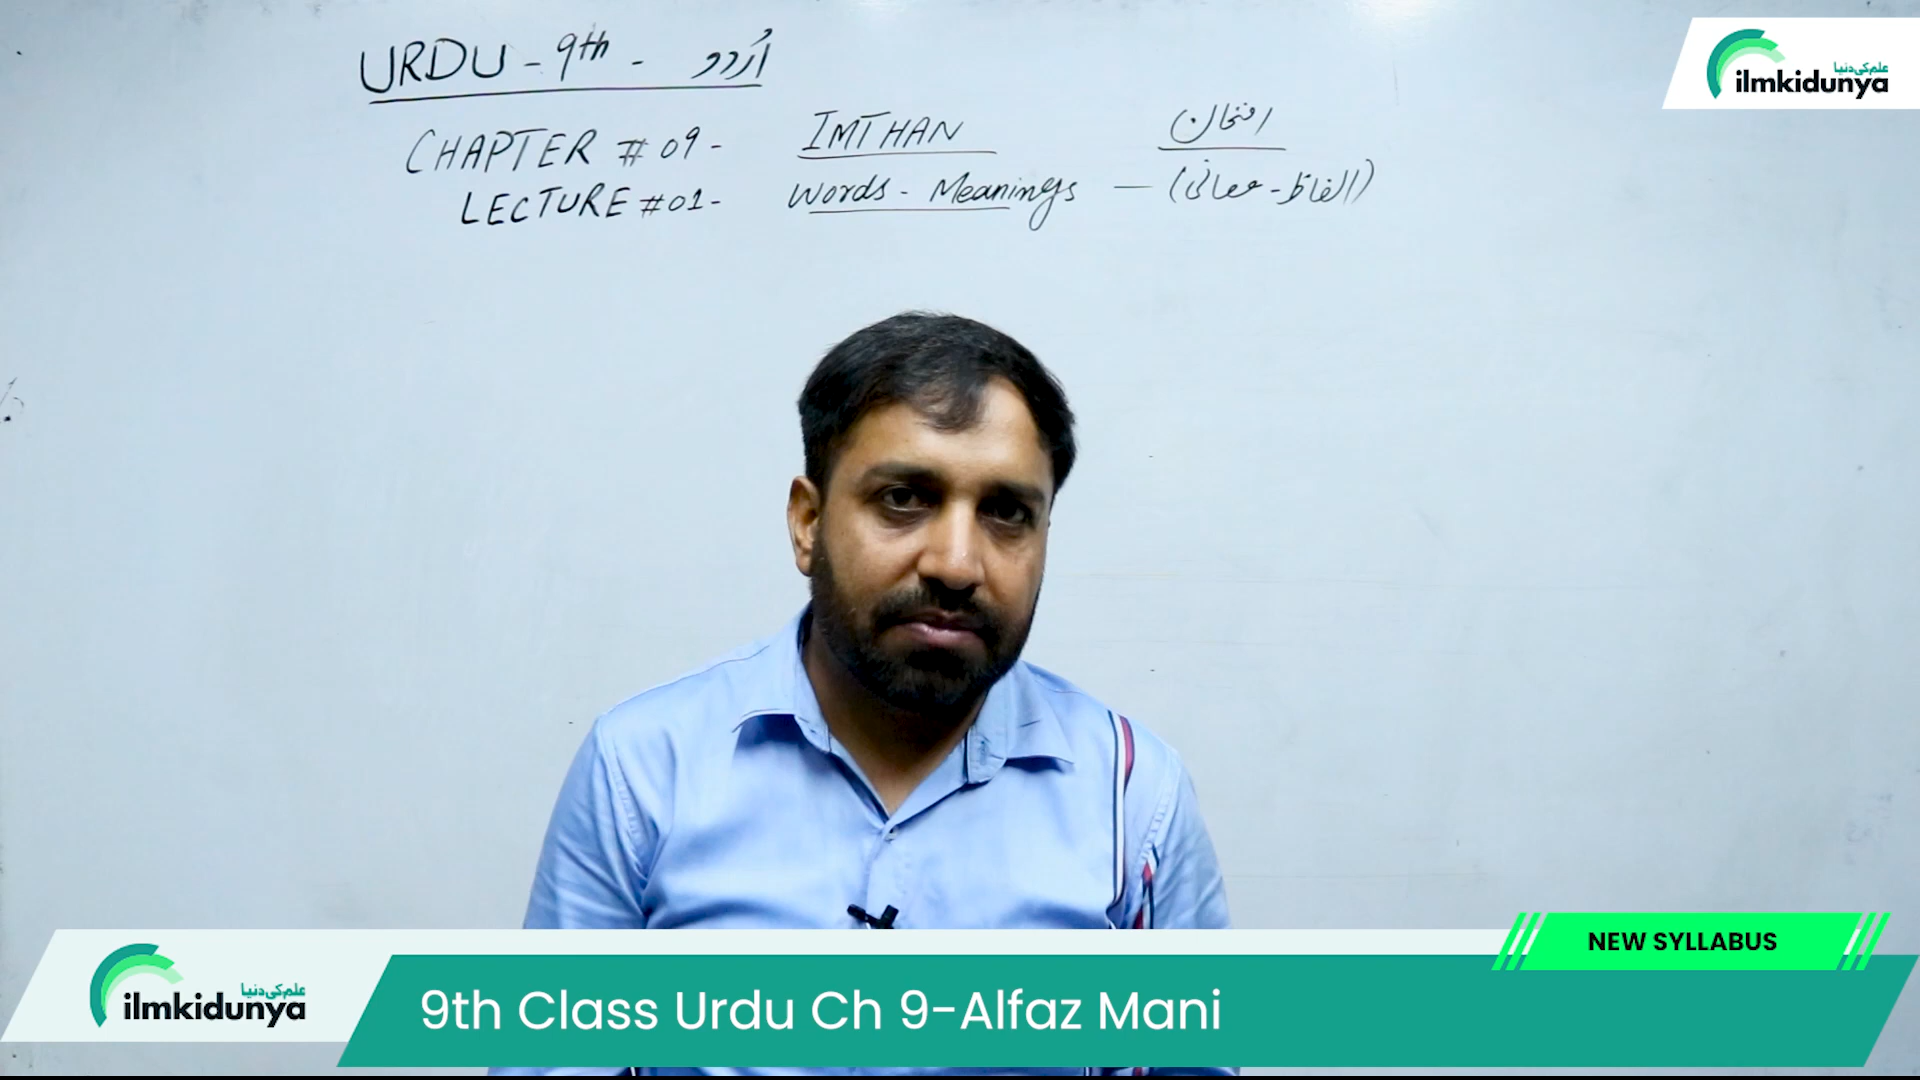 URDU - 9th - اُردو
علم کی دنیا
ilmkidunya
CHAPTER # 09 - IMTHAN امتحان
LECTURE # 01 - Words - Meanings — (الفاظ - معانی)
NEW SYLLABUS
علم کی دنیا
ilmkidunya
9th Class Urdu Ch 9-Alfaz Mani